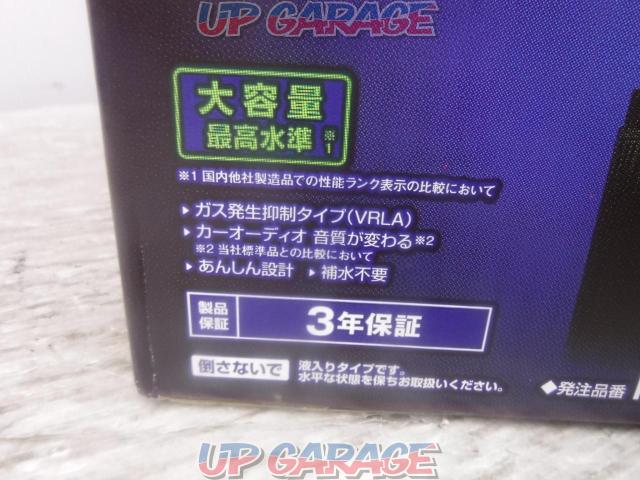 UP GARAGE
大容量
最高水準 ※1
※1 国内他社製造品での性能ランク表示の比較において
▶ ガス発生抑制タイプ(VRLA)
▶ カーオーディオ 音質が変わる※2
※2 当社標準品との比較において
▶ あんしん設計 ▶ 補水不要
製品保証 3年保証
倒さないで 液入りタイプです。
水平な状態を保ちお取扱いください。
◆発注品番
UP GARAGE